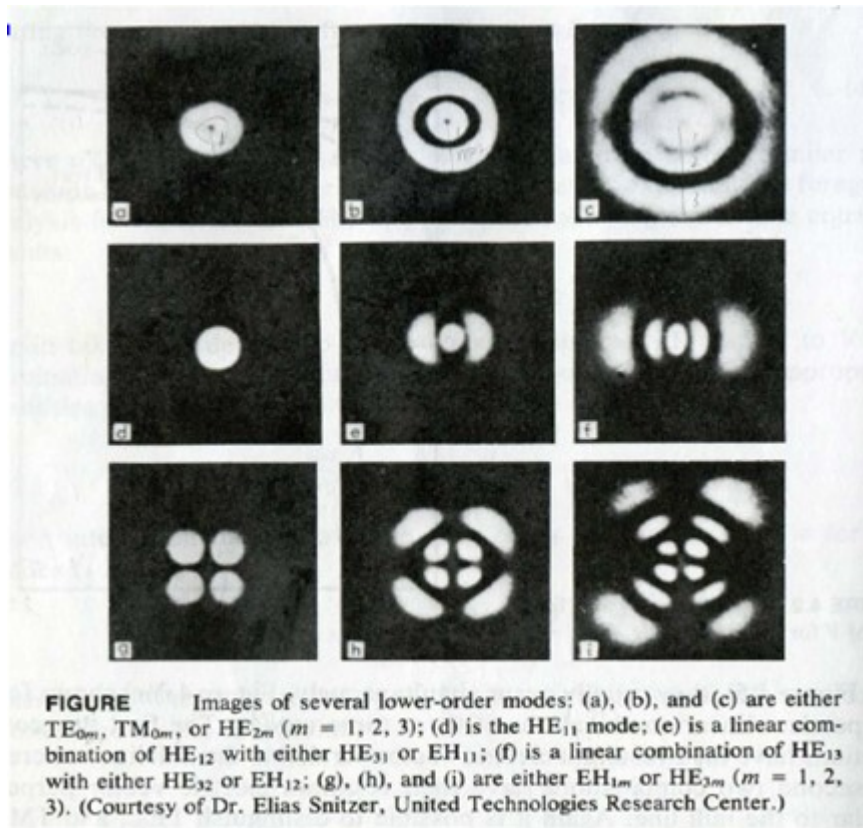 a
b
c
d
e
f
g
h
i
FIGURE Images of several lower-order modes: (a), (b), and (c) are either
TE0m, TM0m, or HE2m (m = 1, 2, 3); (d) is the HE11 mode; (e) is a linear com-
bination of HE12 with either HE31 or EH11; (f) is a linear combination of HE13
with either HE32 or EH12; (g), (h), and (i) are either EH1m or HE3m (m = 1, 2,
3). (Courtesy of Dr. Elias Snitzer, United Technologies Research Center.)